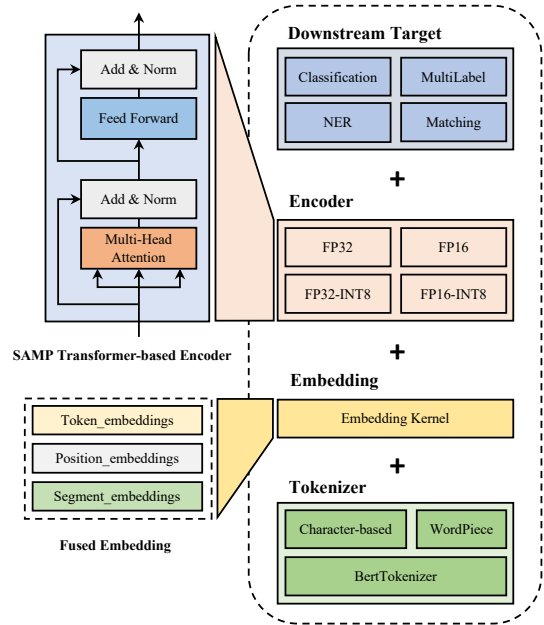 Downstream Target
Classification
MultiLabel
NER
Matching
+
Encoder
FP32
FP16
FP32-INT8
FP16-INT8
+
Embedding
Embedding Kernel
+
Tokenizer
Character-based
WordPiece
BertTokenizer
Add & Norm
Feed Forward
Add & Norm
Multi-Head
Attention
SAMP Transformer-based Encoder
Token_embeddings
Position_embeddings
Segment_embeddings
Fused Embedding